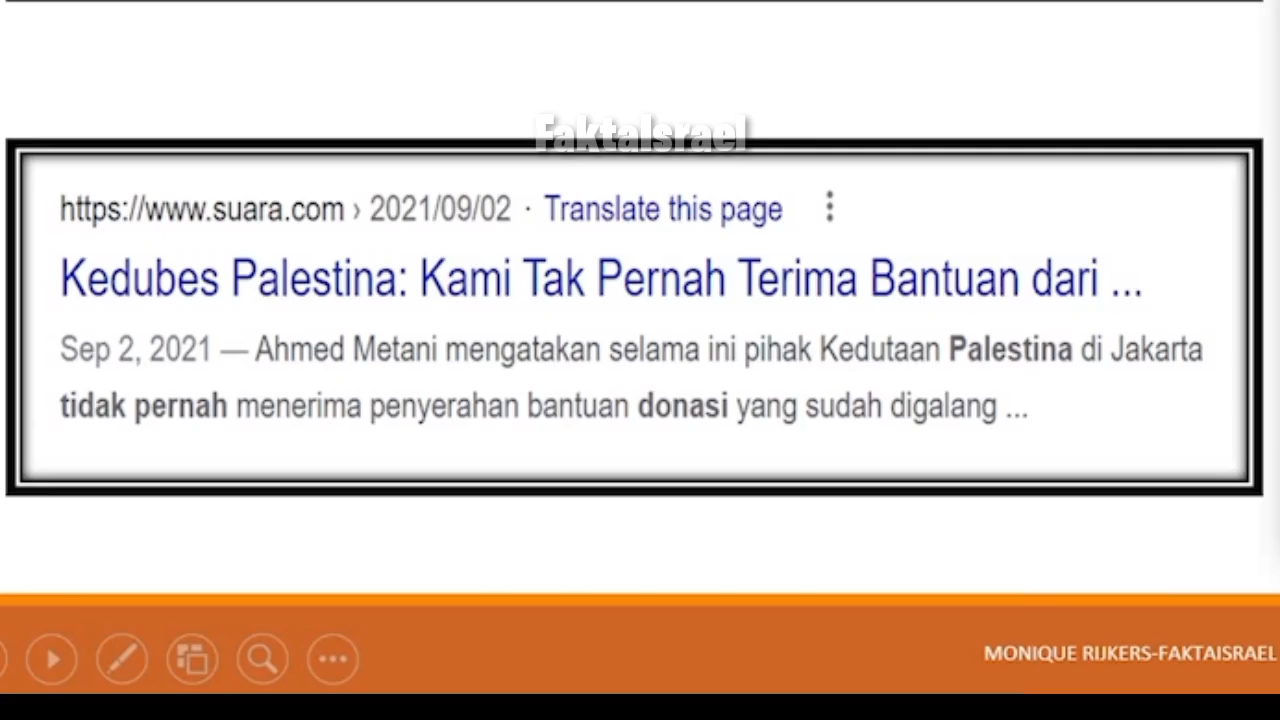 FaktaIsrael
https://www.suara.com › 2021/09/02 · Translate this page
Kedubes Palestina: Kami Tak Pernah Terima Bantuan dari ...
Sep 2, 2021 — Ahmed Metani mengatakan selama ini pihak Kedutaan Palestina di Jakarta
tidak pernah menerima penyerahan bantuan donasi yang sudah digalang ...
MONIQUE RIJKERS-FAKTAISRAEL